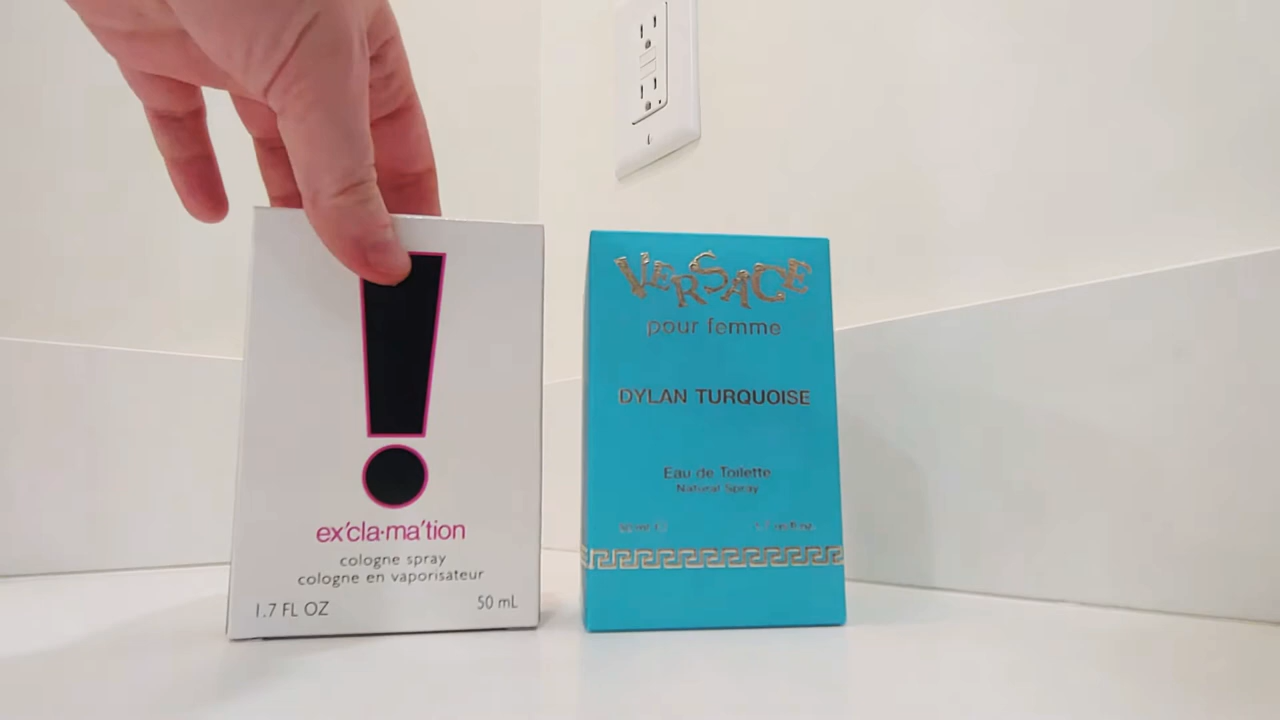 ex'cla·ma'tion
cologne spray
cologne en vaporisateur
1.7 FL OZ
50 mL
VERSACE
pour femme
DYLAN TURQUOISE
Eau de Toilette
Natural Spray